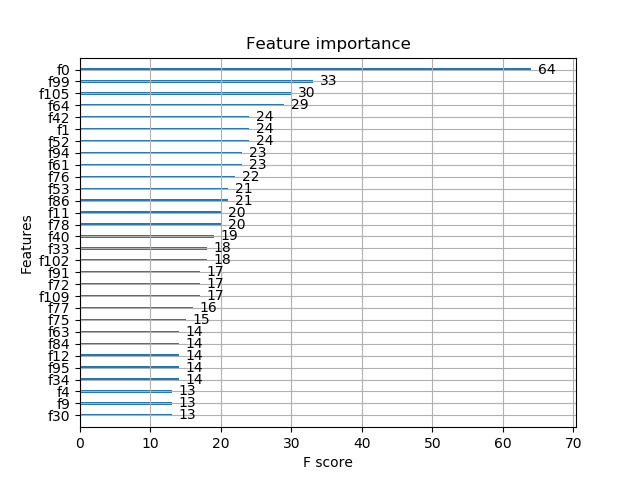 Feature importance
Features
f0 64
f99 33
f105 30
f64 29
f42 24
f1 24
f52 24
f94 23
f61 23
f76 22
f53 21
f86 21
f11 20
f78 20
f40 19
f33 18
f102 18
f91 17
f72 17
f109 17
f77 16
f75 15
f63 14
f84 14
f12 14
f95 14
f34 14
f4 13
f9 13
f30 13
0 10 20 30 40 50 60 70
F score